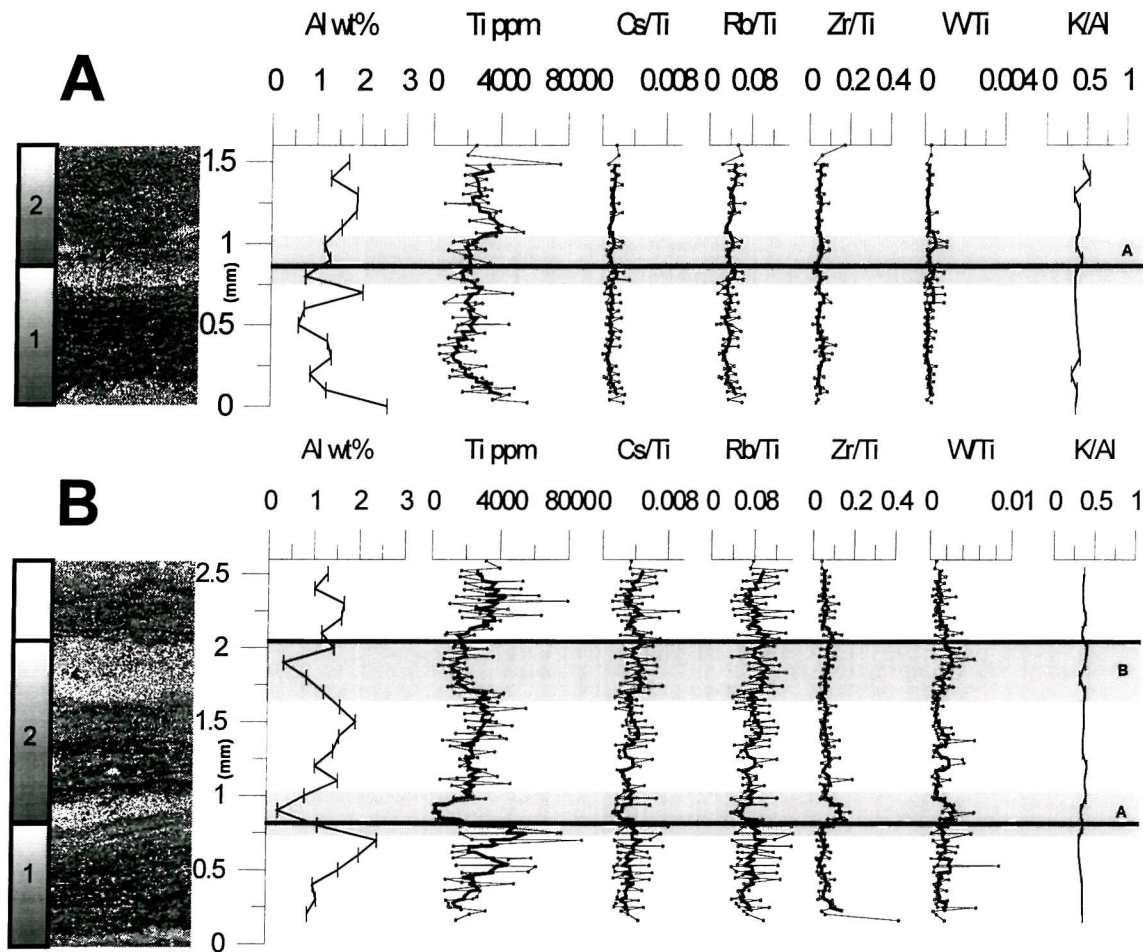 Al wt% Ti ppm Cs/Ti Rb/Ti Zr/Ti W/Ti K/Al
A 0 1 2 3 0 4000 8000 0 0.008 0 0.08 0 0.2 0.4 0 0.004 0 0.5 1
1.5
2
1 A
(mm)
1
0.5
0
Al wt% Ti ppm Cs/Ti Rb/Ti Zr/Ti W/Ti K/Al
B 0 1 2 3 0 4000 8000 0 0.008 0 0.08 0 0.2 0.4 0 0.01 0 0.5 1
2.5
2 B
1.5
2
(mm)
1 A
1
0.5
0